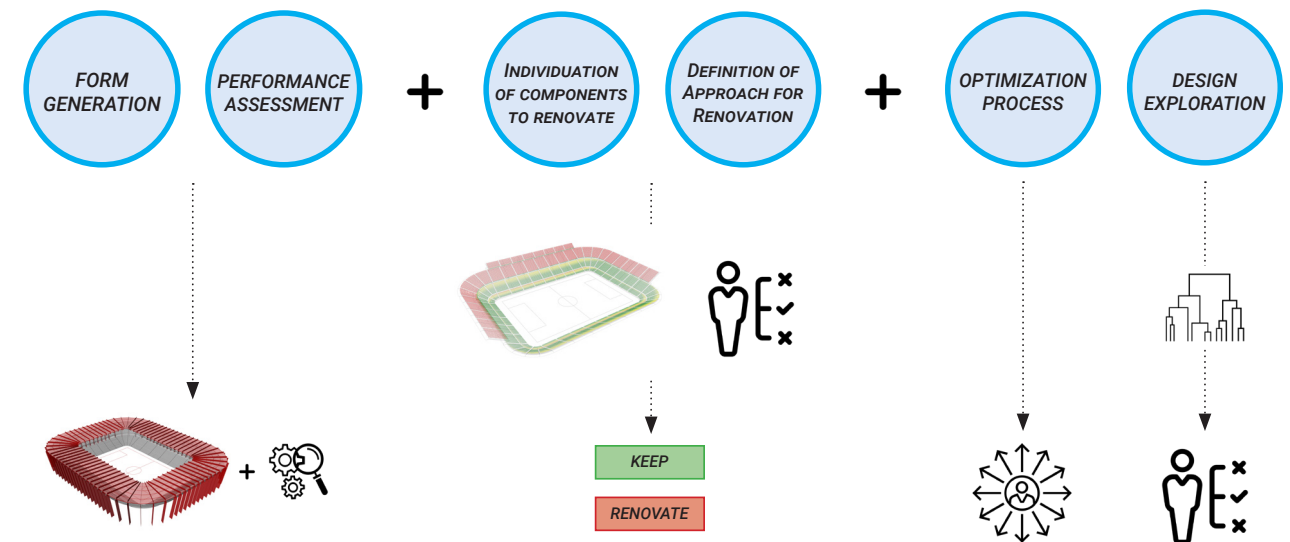 FORM
GENERATION
PERFORMANCE
ASSESSMENT
+
INDIVIDUATION
OF COMPONENTS
TO RENOVATE
DEFINITION OF
APPROACH FOR
RENOVATION
+
OPTIMIZATION
PROCESS
DESIGN
EXPLORATION
+
KEEP
RENOVATE